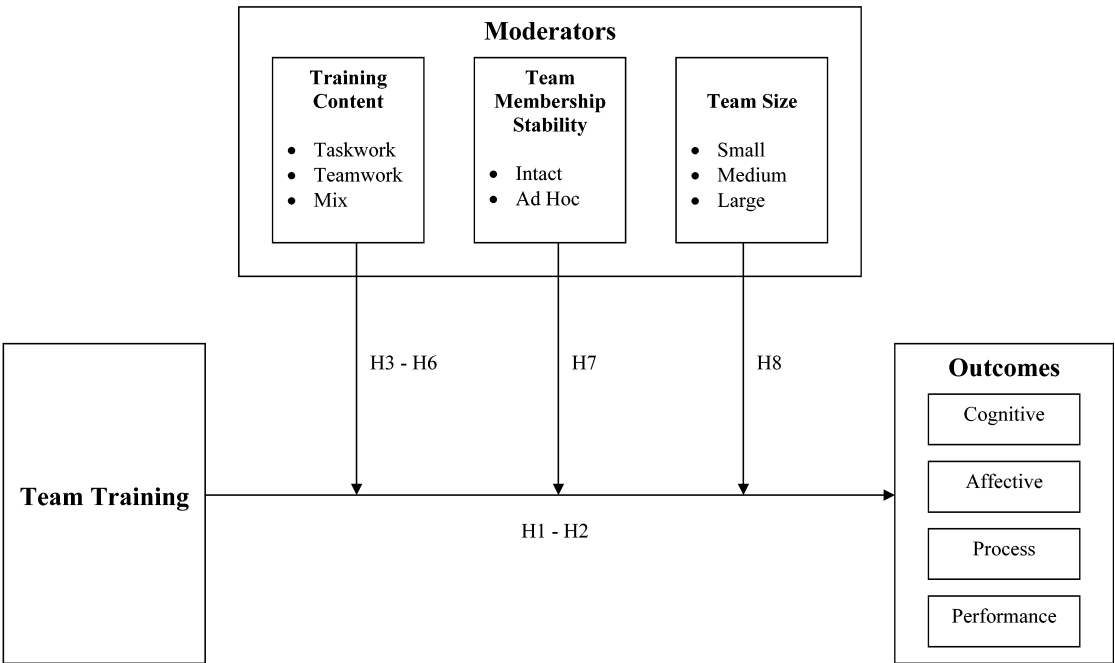 Moderators
Training
Content
• Taskwork
• Teamwork
• Mix
Team
Membership
Stability
• Intact
• Ad Hoc
Team Size
• Small
• Medium
• Large
H3 - H6
H7
H8
Team Training
H1 - H2
Outcomes
Cognitive
Affective
Process
Performance